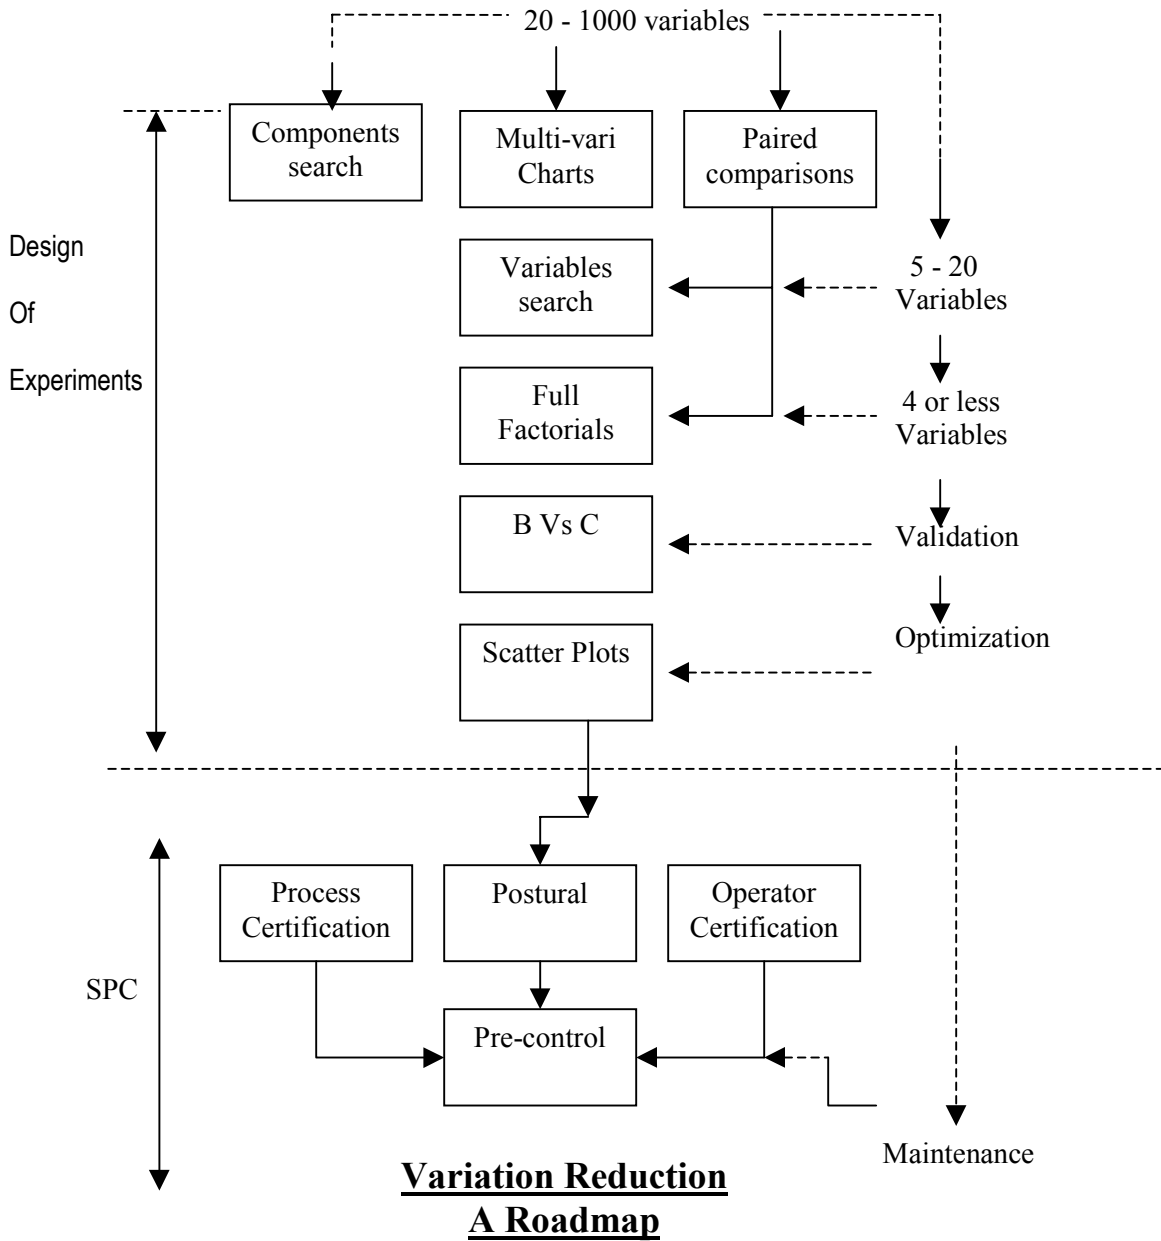 20 - 1000 variables
Components
search
Multi-vari
Charts
Paired
comparisons
Design
Of
Experiments
Variables
search
5 - 20
Variables
Full
Factorials
4 or less
Variables
B Vs C
Validation
Scatter Plots
Optimization
Process
Certification
Postural
Operator
Certification
SPC
Pre-control
Maintenance
Variation Reduction
A Roadmap